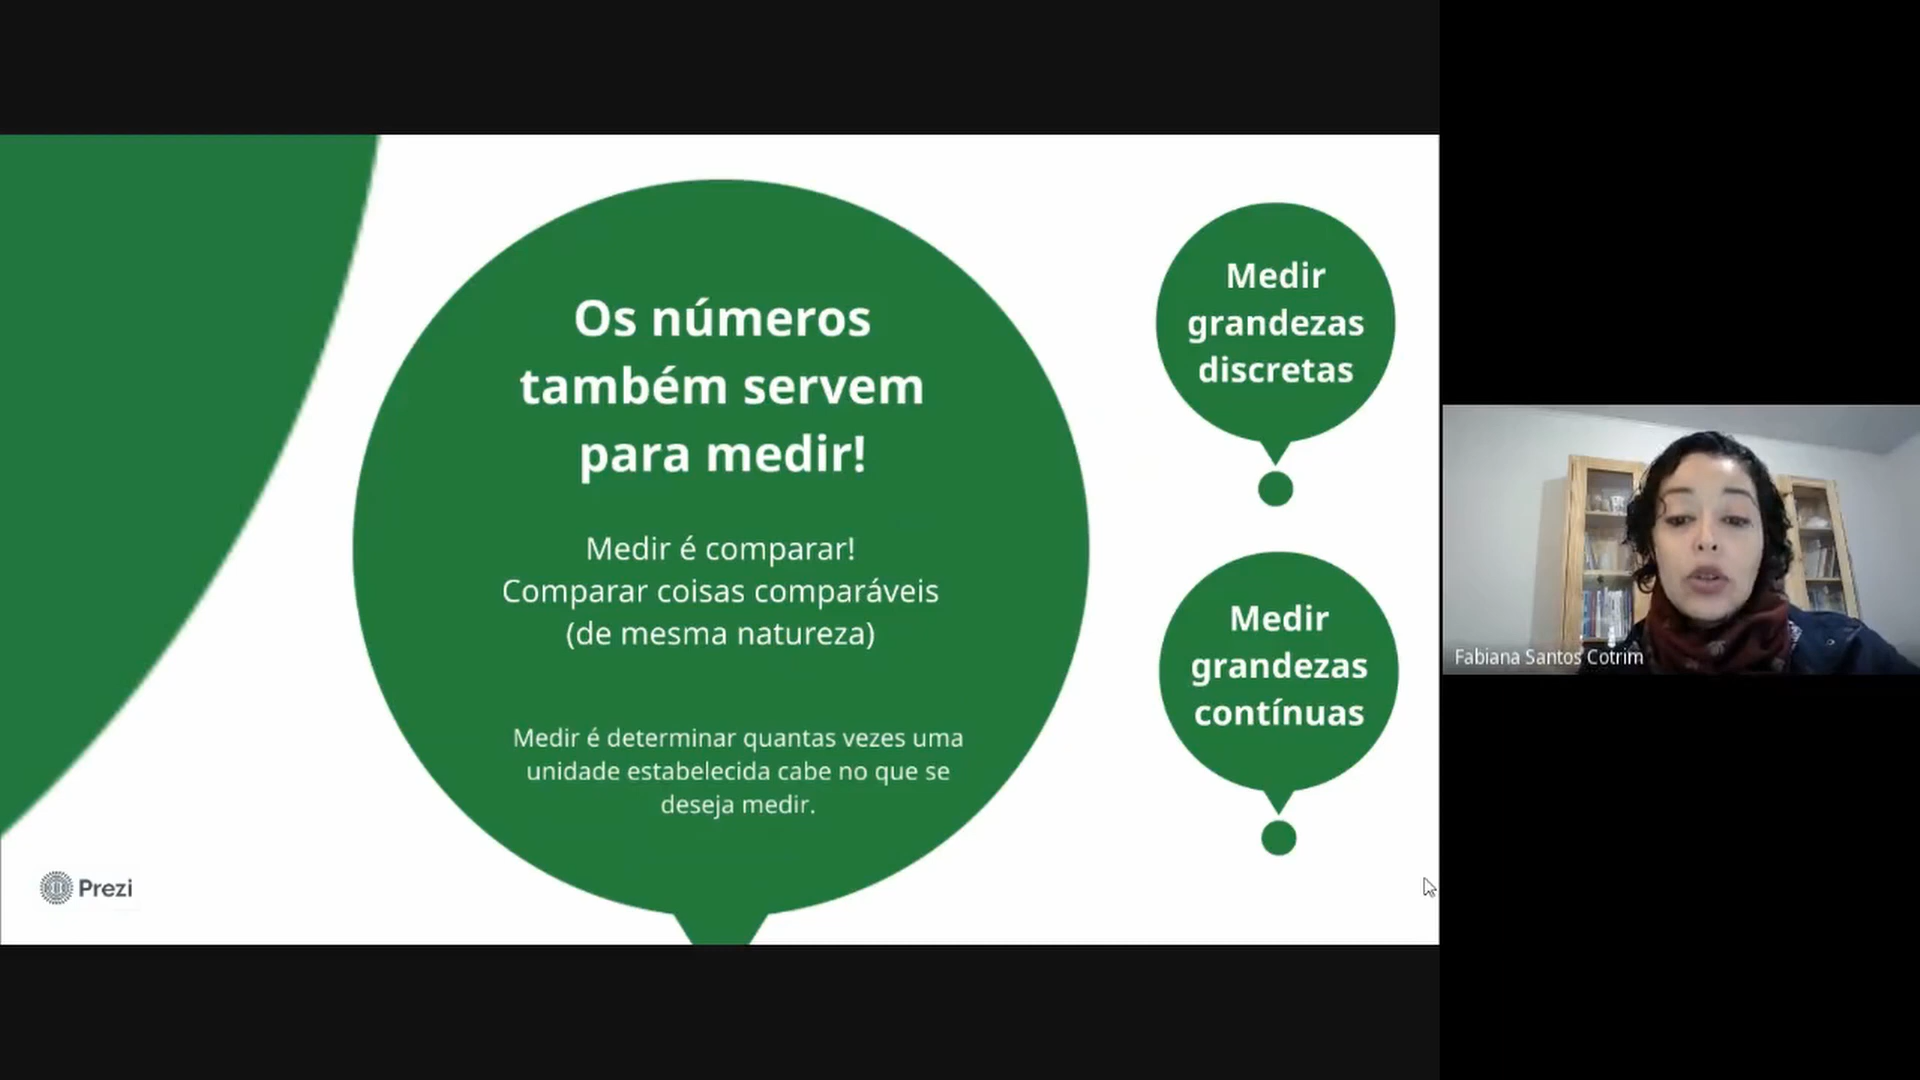 Os números
também servem
para medir!
Medir é comparar!
Comparar coisas comparáveis
(de mesma natureza)
Medir é determinar quantas vezes uma
unidade estabelecida cabe no que se
deseja medir.
Medir
grandezas
discretas
Medir
grandezas
contínuas
Prezi
Fabiana Santos Cotrim